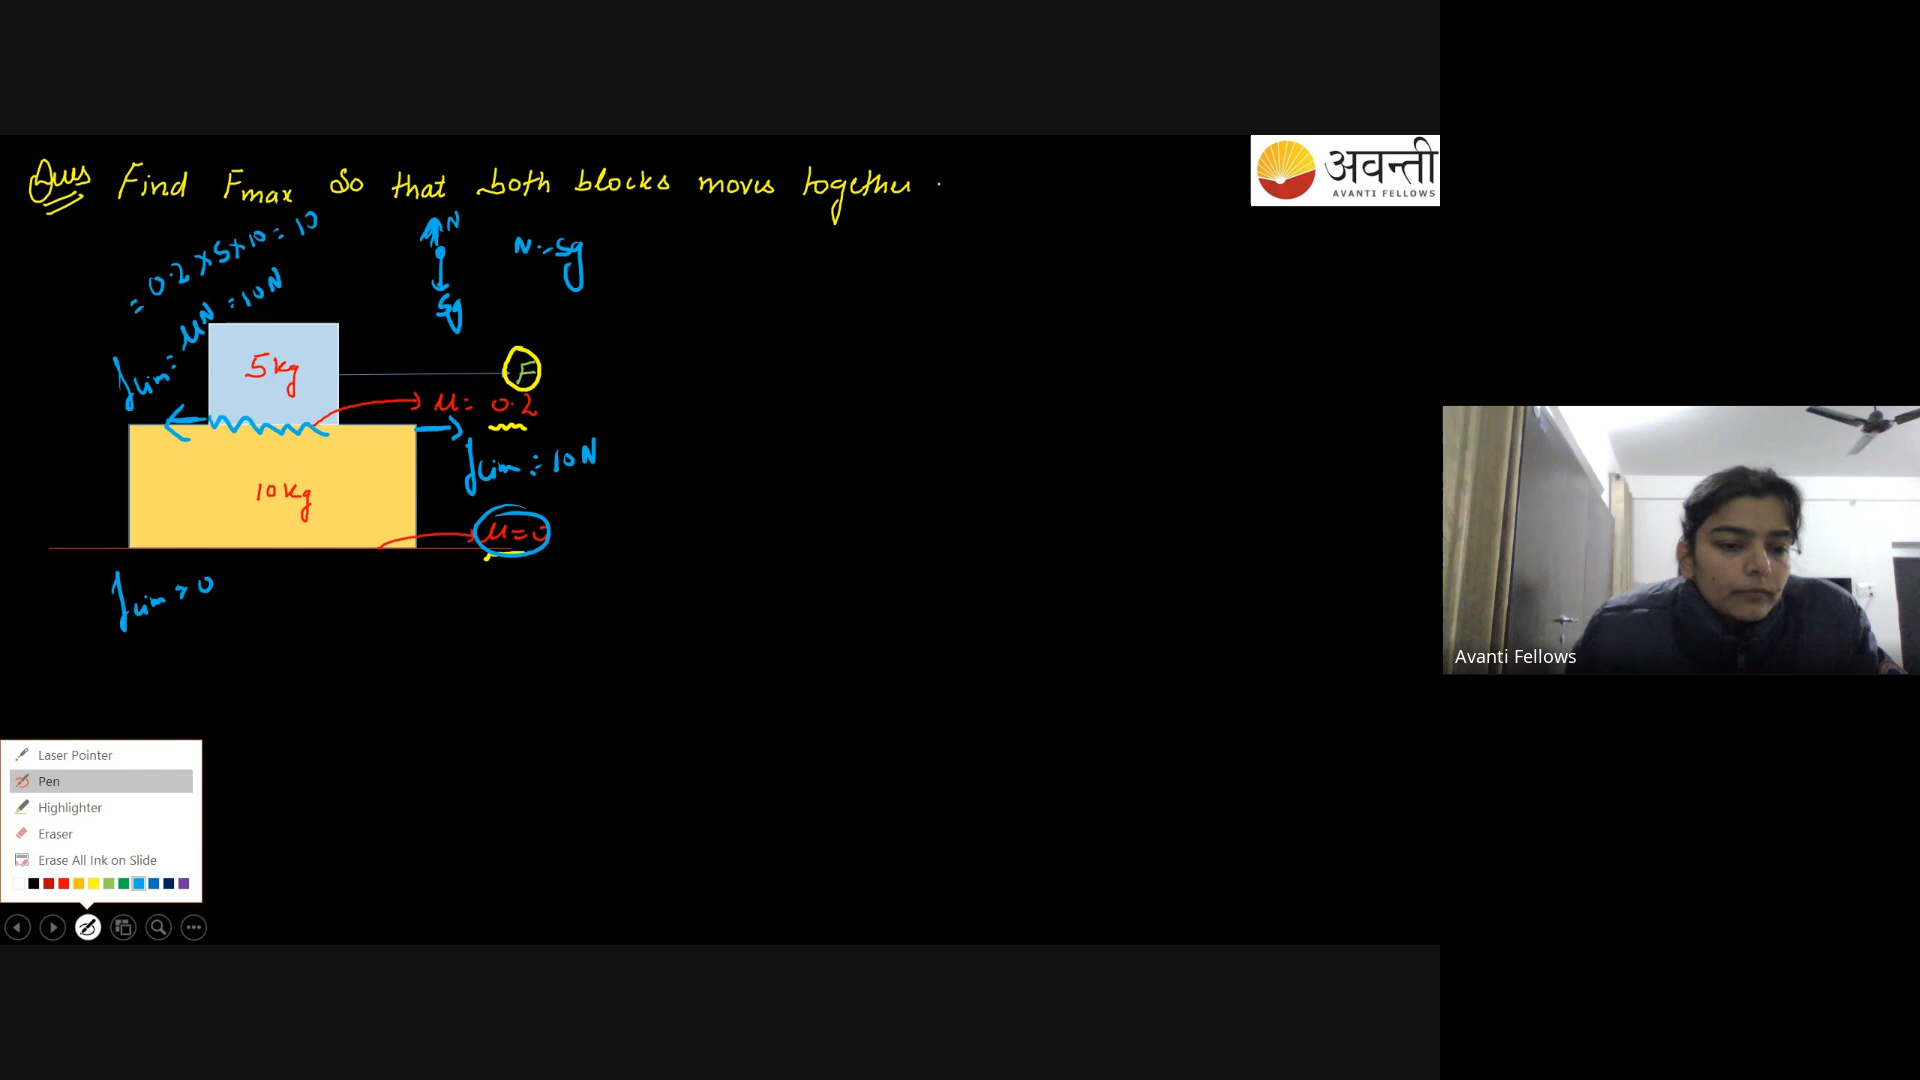 Ques Find Fmax So that both blocks moves together .
अवन्ती
AVANTI FELLOWS
= 0.2 × 5 × 10 = 10
flim = μN = 10N
N
5g
N = 5g
5kg
F
μ = 0.2
flim = 10N
10kg
μ=0
flim = 0
Avanti Fellows
Laser Pointer
Pen
Highlighter
Eraser
Erase All Ink on Slide